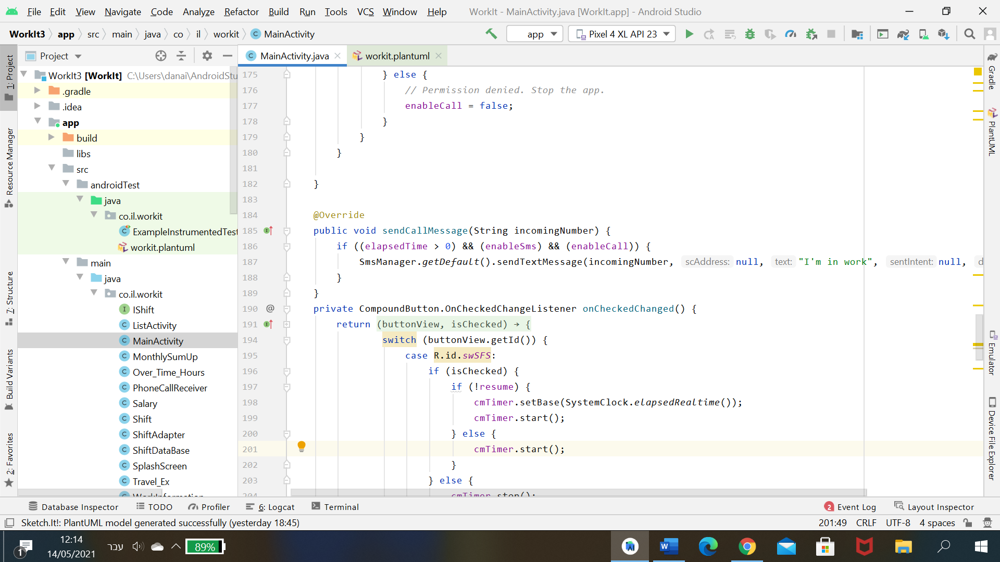 File Edit View Navigate Code Analyze Refactor Build Run Tools VCS Window Help WorkIt - MainActivity.java [WorkIt.app] - Android Studio
WorkIt3 app src main java co il workit MainActivity app Pixel 4 XL API 23
Project MainActivity.java workit.plantuml
WorkIt3 [WorkIt] C:\Users\danai\AndroidStu
.gradle
.idea
app
build
libs
src
androidTest
java
co.il.workit
ExampleInstrumentedTest
workit.plantuml
main
java
co.il.workit
IShift
ListActivity
MainActivity
MonthlySumUp
Over_Time_Hours
PhoneCallReceiver
Salary
Shift
ShiftAdapter
ShiftDataBase
SplashScreen
Travel_Ex
WorkInformation
1: Project
Resource Manager
7: Structure
Build Variants
2: Favorites
175 } else {
176 // Permission denied. Stop the app.
177 enableCall = false;
178 }
179 }
180 }
181
182 }
183
184 @Override
185 public void sendCallMessage(String incomingNumber) {
186 if ((elapsedTime > 0) && (enableSms) && (enableCall)) {
187 SmsManager.getDefault().sendTextMessage(incomingNumber, scAddress: null, text: "I'm in work", sentIntent: null, d
188 }
189 }
190 @ private CompoundButton.OnCheckedChangeListener onCheckedChanged() {
191 return (buttonView, isChecked) → {
194 switch (buttonView.getId()) {
195 case R.id.swSFS:
196 if (isChecked) {
197 if (!resume) {
198 cmTimer.setBase(SystemClock.elapsedRealtime());
199 cmTimer.start();
200 } else {
201 cmTimer.start();
202 }
203 } else {
204 cmTimer.stop();
Gradle
PlantUML
Emulator
Device File Explorer
Database Inspector TODO Profiler 6: Logcat Terminal 2 Event Log Layout Inspector
Sketch.It!: PlantUML model generated successfully (yesterday 18:45) 201:49 CRLF UTF-8 4 spaces
1 12:14 עבר 89%
14/05/2021